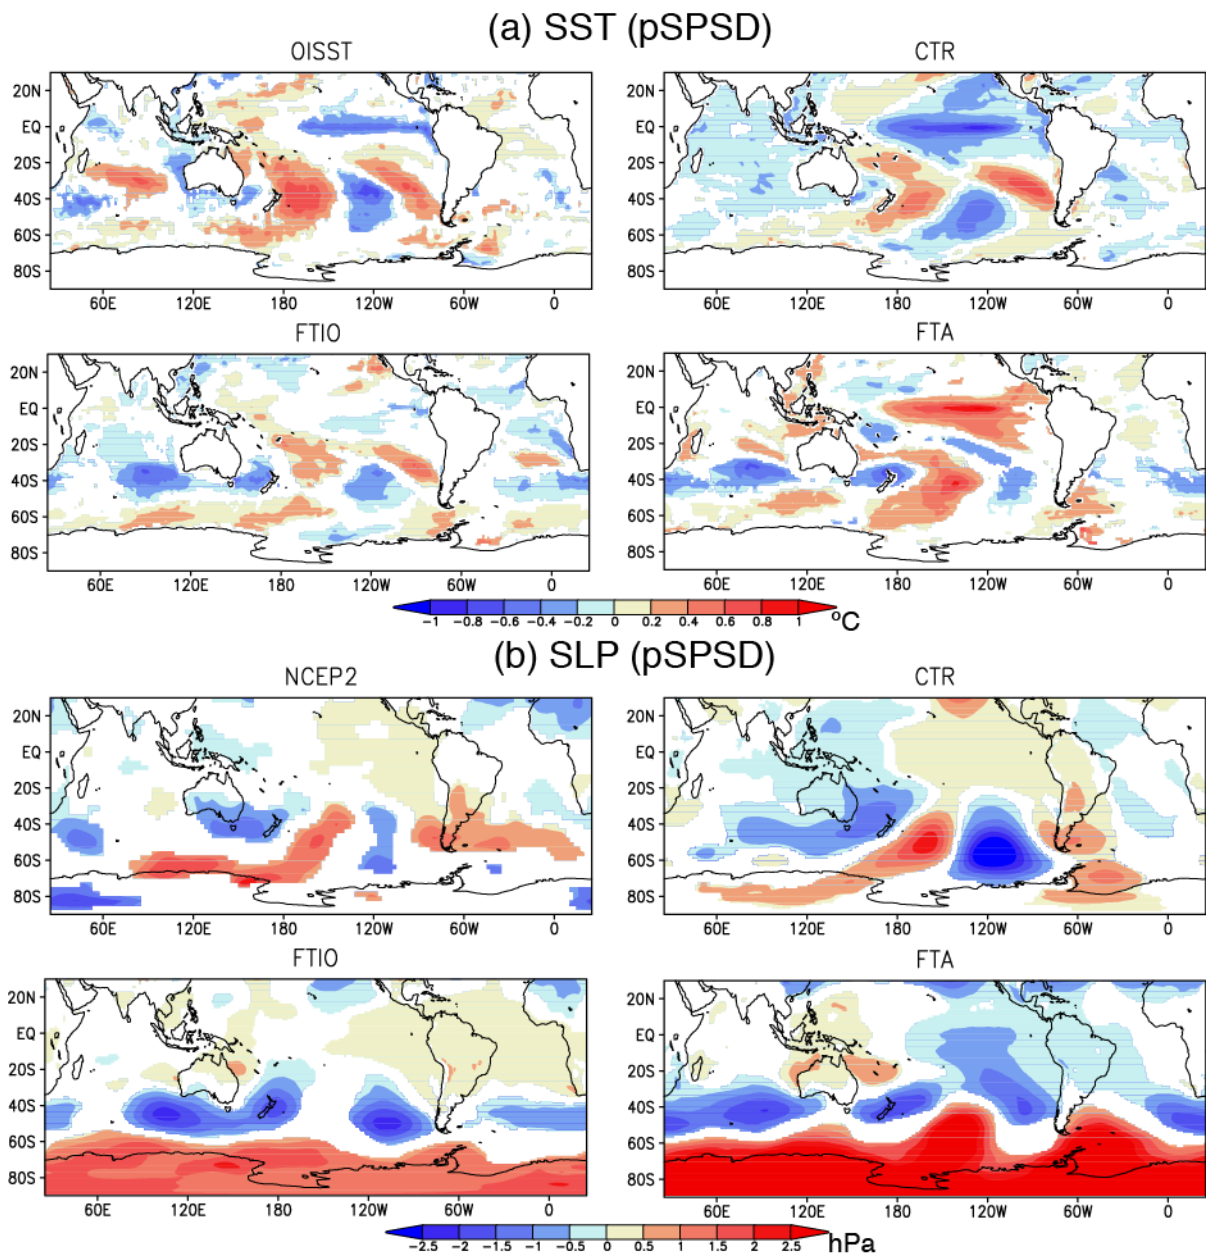 (a) SST (pSPSD)
OISST CTR
20N 20N
EQ EQ
20S 20S
40S 40S
60S 60S
80S 80S
60E 120E 180 120W 60W 0 60E 120E 180 120W 60W 0
FTIO FTA
20N 20N
EQ EQ
20S 20S
40S 40S
60S 60S
80S 80S
60E 120E 180 120W 60W 0 60E 120E 180 120W 60W 0
-1 -0.8 -0.6 -0.4 -0.2 0 0.2 0.4 0.6 0.8 1 °C
(b) SLP (pSPSD)
NCEP2 CTR
20N 20N
EQ EQ
20S 20S
40S 40S
60S 60S
80S 80S
60E 120E 180 120W 60W 0 60E 120E 180 120W 60W 0
FTIO FTA
20N 20N
EQ EQ
20S 20S
40S 40S
60S 60S
80S 80S
60E 120E 180 120W 60W 0 60E 120E 180 120W 60W 0
-2.5 -2 -1.5 -1 -0.5 0 0.5 1 1.5 2 2.5 hPa